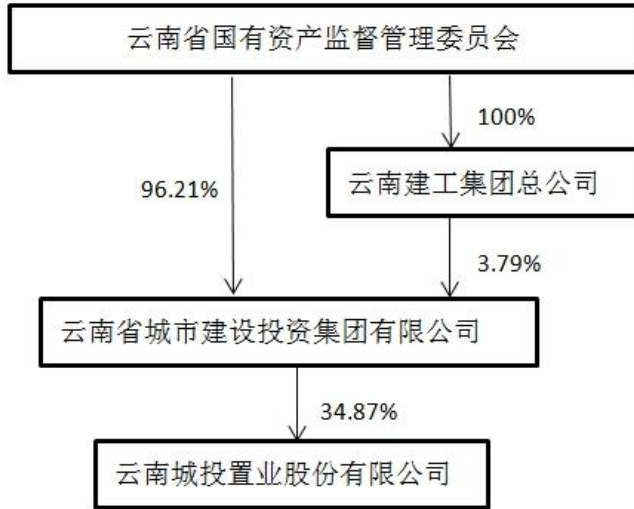 云南省国有资产监督管理委员会
100%
96.21%
云南建工集团总公司
3.79%
云南省城市建设投资集团有限公司
34.87%
云南城投置业股份有限公司